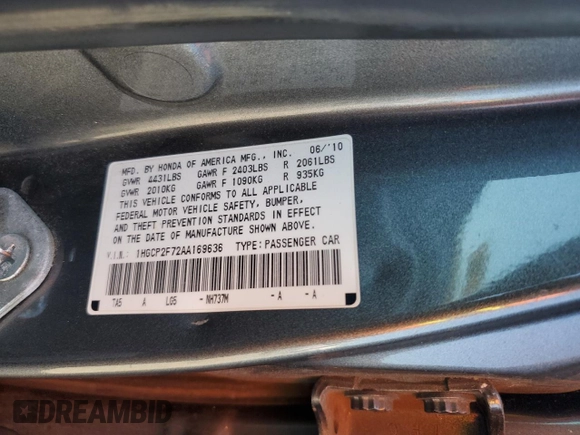 MFD. BY HONDA OF AMERICA MFG., INC. 06/'10
GVWR 4431LBS GAWR F 2403LBS R 2061LBS
GVWR 2010KG GAWR F 1090KG R 935KG
THIS VEHICLE CONFORMS TO ALL APPLICABLE
FEDERAL MOTOR VEHICLE SAFETY, BUMPER,
AND THEFT PREVENTION STANDARDS IN EFFECT
ON THE DATE OF MANUFACTURE SHOWN ABOVE.
V.I.N.: 1HGCP2F72AA169636 TYPE: PASSENGER CAR
TA5 A L05 - NH737M - A - A
DREAMBID